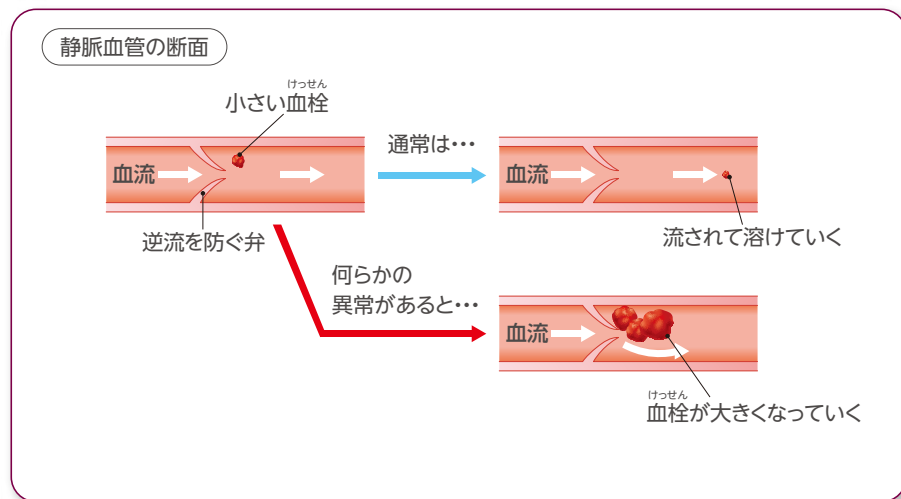 静脈血管の断面
けっせん
小さい血栓
通常は･･･
血流
血流
逆流を防ぐ弁
流されて溶けていく
何らかの
異常があると･･･
血流
けっせん
血栓が大きくなっていく